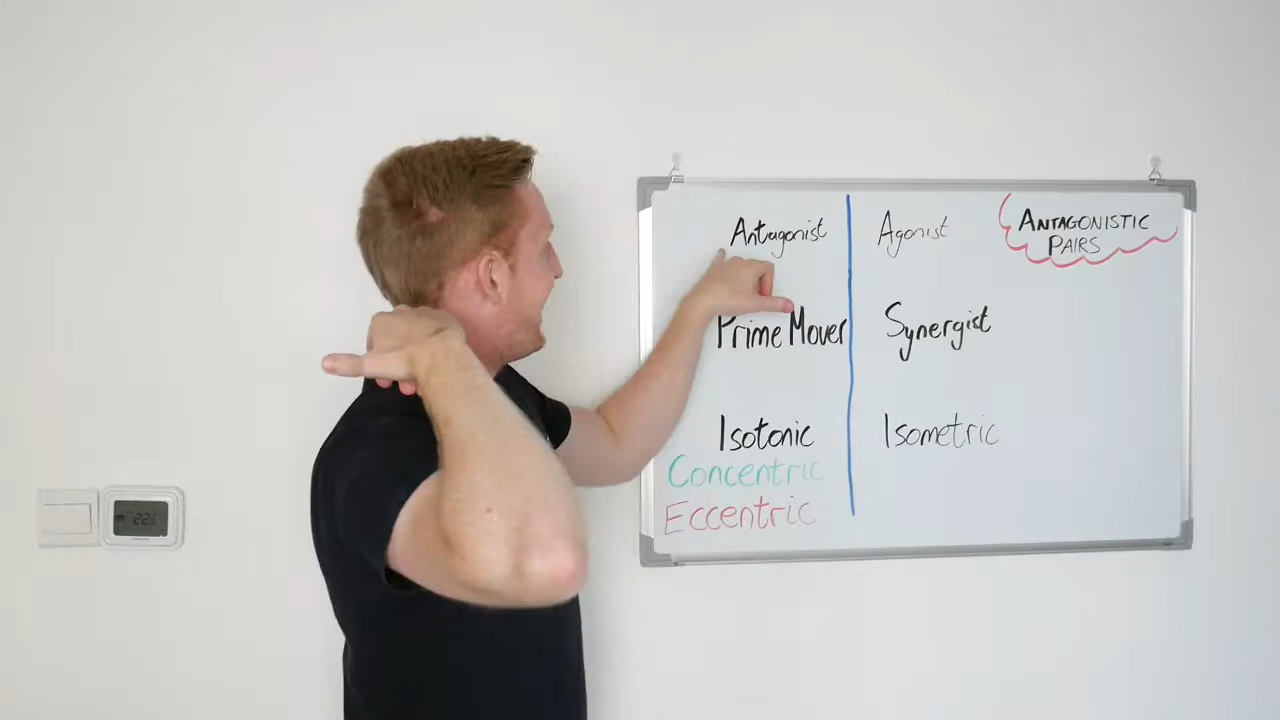 Antagonist
Agonist
ANTAGONISTIC
PAIRS
Prime Mover
Synergist
Isotonic
Isometric
Concentric
Eccentric